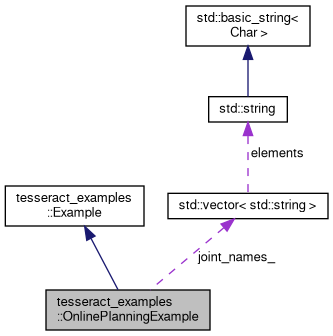 std::basic_string<
Char >
std::string
elements
tesseract_examples
::Example
std::vector< std::string >
joint_names_
tesseract_examples
::OnlinePlanningExample